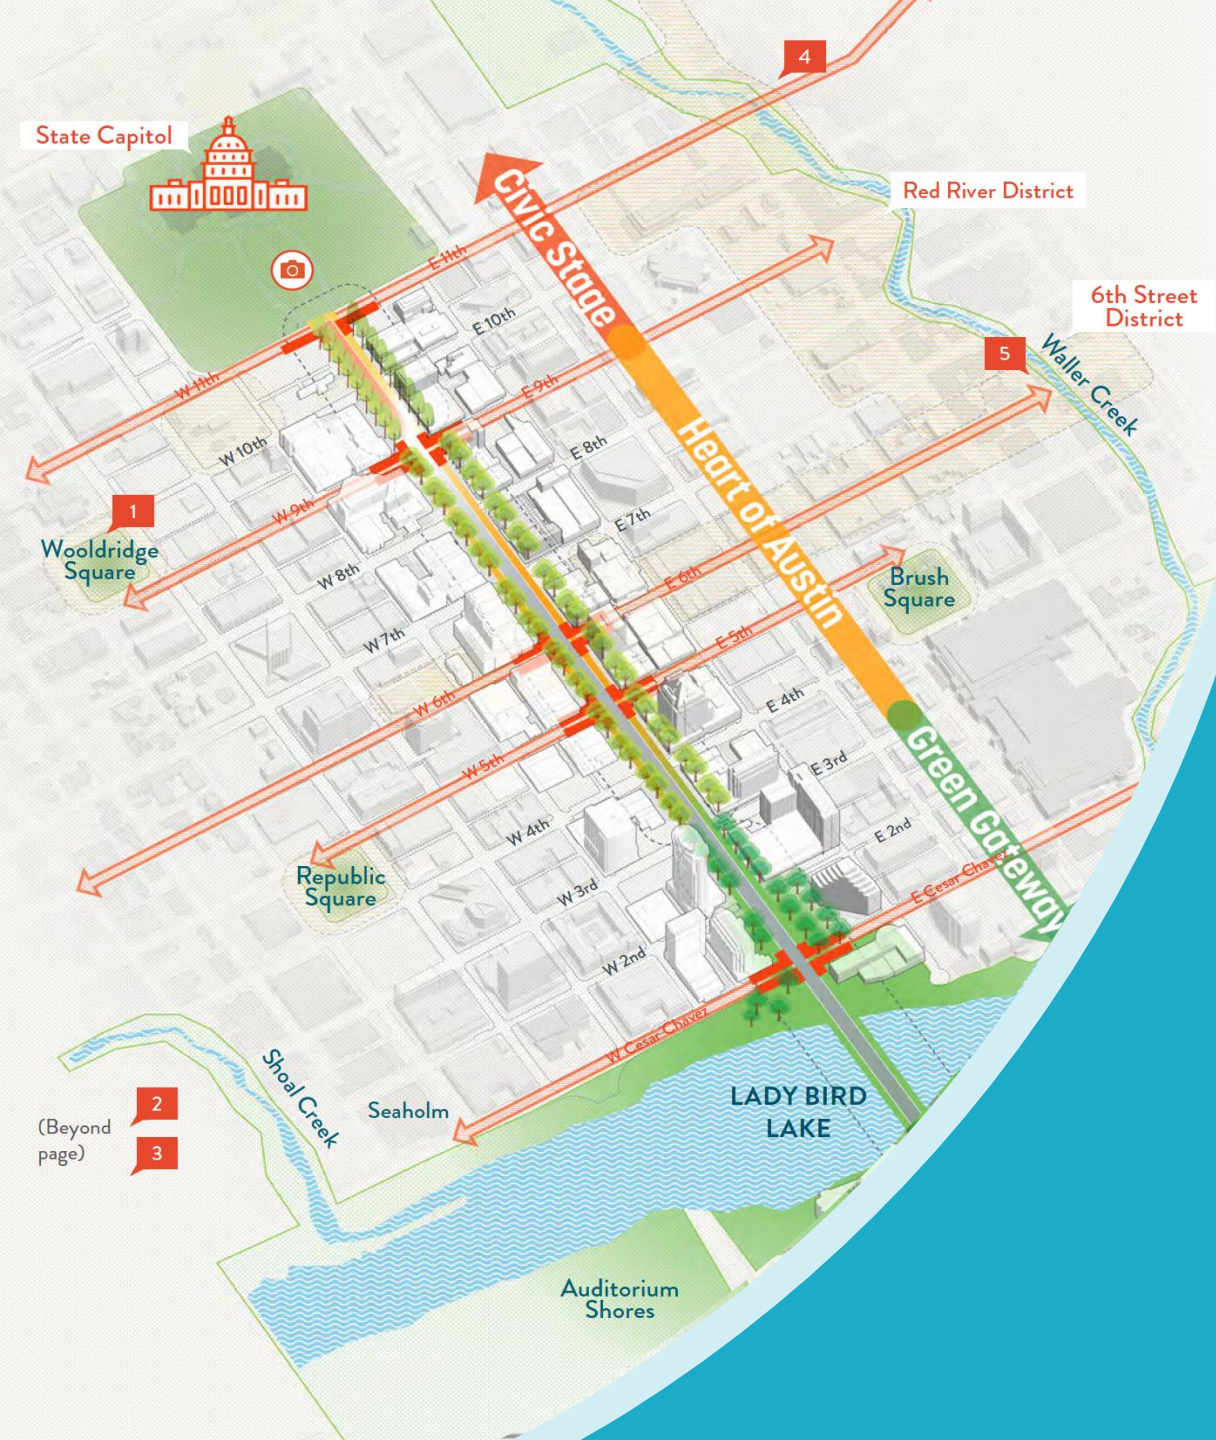 4
State Capitol
Red River District
Civic Stage
E 11th
6th Street
District
E 10th
5
Waller Creek
W 11th
E 9th
W 10th
E 8th
Heart of Austin
1
W 9th
E 7th
Wooldridge
Square
W 8th
E 6th
Brush
Square
W 7th
E 5th
W 6th
E 4th
W 5th
E 3rd
Green Gateway
W 4th
E 2nd
Republic
Square
W 3rd
E Cesar Chavez
W 2nd
W Cesar Chavez
Shoal Creek
LADY BIRD
LAKE
Seaholm
2
(Beyond
page)
3
Auditorium
Shores